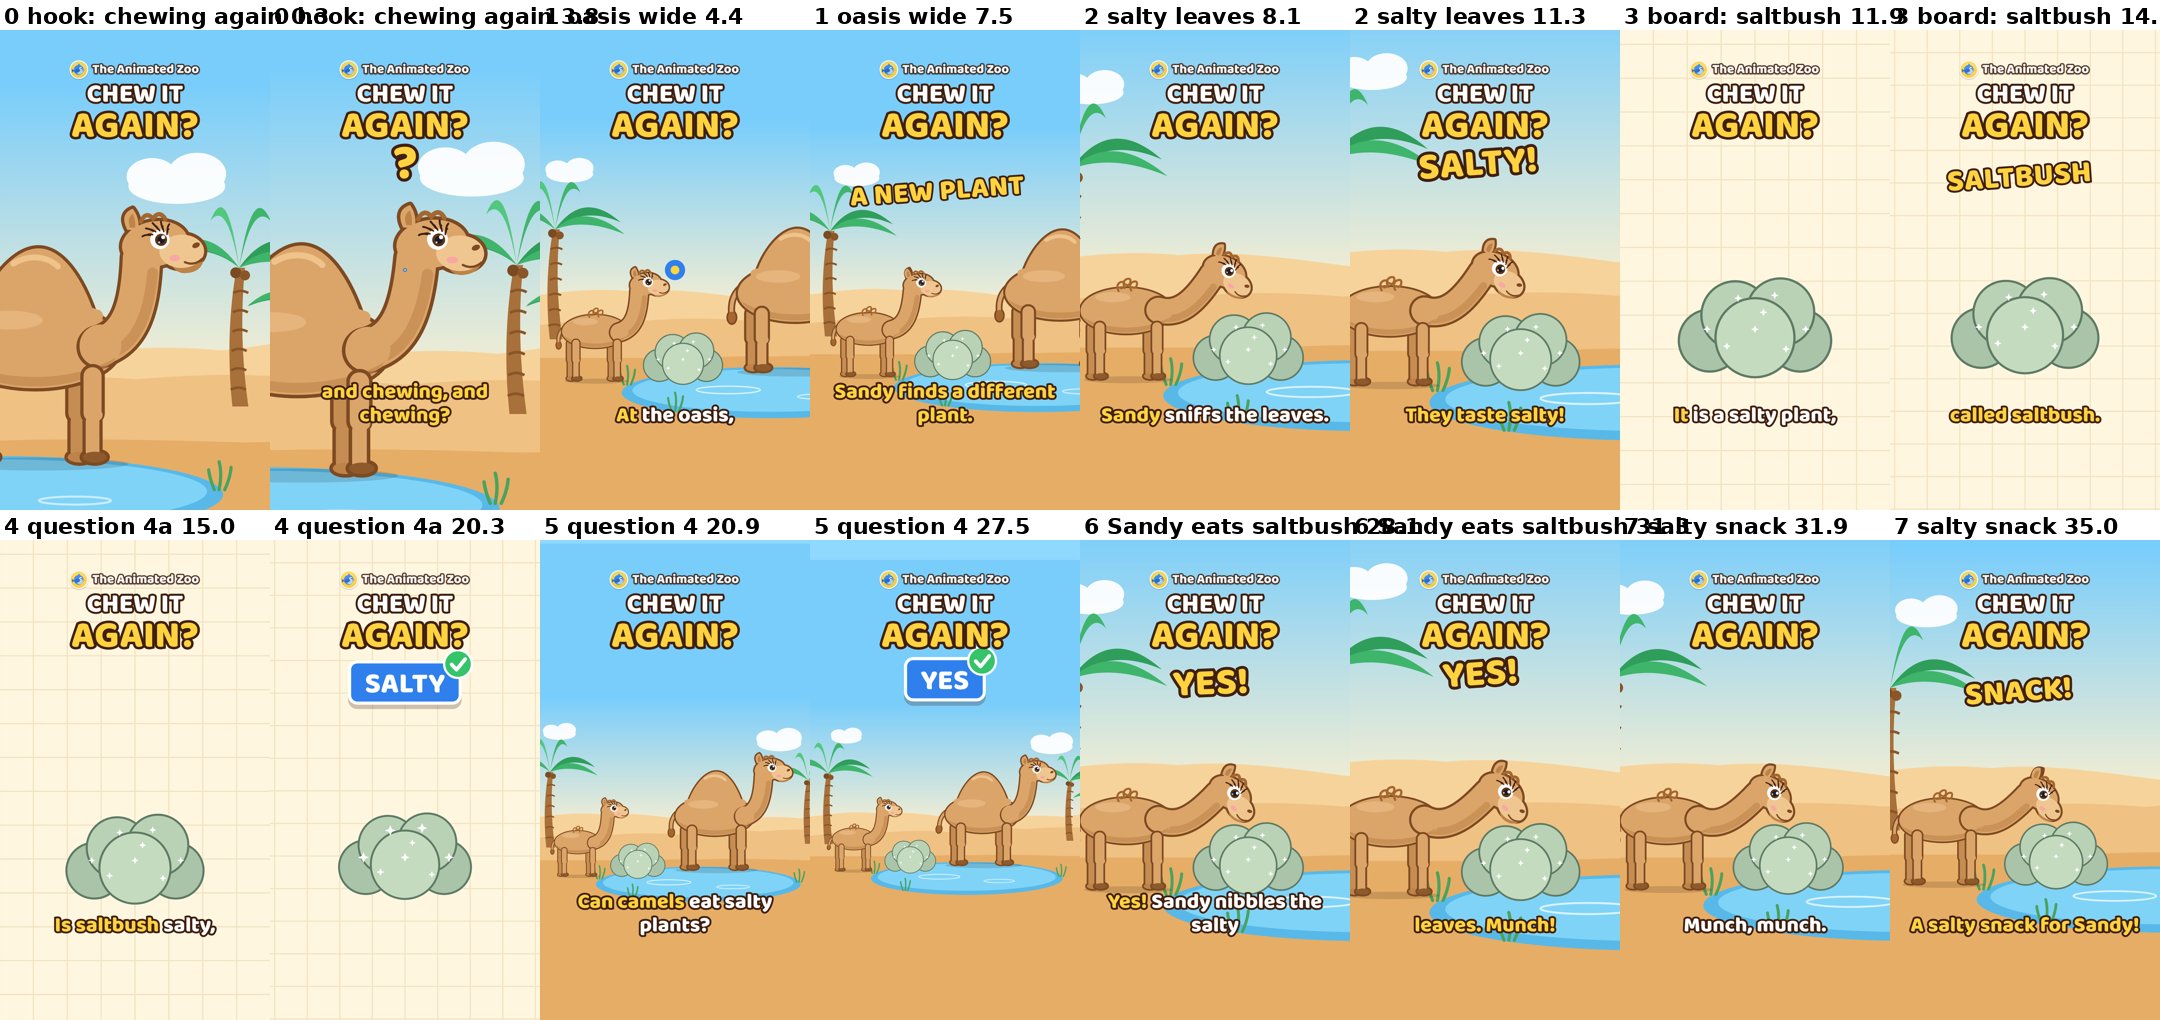 0 hook: chewing again 0.3
0 hook: chewing again 3.8
1 oasis wide 4.4
1 oasis wide 7.5
2 salty leaves 8.1
2 salty leaves 11.3
3 board: saltbush 11.9
3 board: saltbush 14.
The Animated Zoo
CHEW IT
AGAIN?
The Animated Zoo
CHEW IT
AGAIN?
?
and chewing, and
chewing?
The Animated Zoo
CHEW IT
AGAIN?
At the oasis,
The Animated Zoo
CHEW IT
AGAIN?
A NEW PLANT
Sandy finds a different
plant.
The Animated Zoo
CHEW IT
AGAIN?
Sandy sniffs the leaves.
The Animated Zoo
CHEW IT
AGAIN?
SALTY!
They taste salty!
The Animated Zoo
CHEW IT
AGAIN?
It is a salty plant,
The Animated Zoo
CHEW IT
AGAIN?
SALTBUSH
called saltbush.
4 question 4a 15.0
4 question 4a 20.3
5 question 4 20.9
5 question 4 27.5
6 Sandy eats saltbush 28.1
6 Sandy eats saltbush 31.3
7 salty snack 31.9
7 salty snack 35.0
The Animated Zoo
CHEW IT
AGAIN?
Is saltbush salty,
The Animated Zoo
CHEW IT
AGAIN?
SALTY
The Animated Zoo
CHEW IT
AGAIN?
Can camels eat salty
plants?
The Animated Zoo
CHEW IT
AGAIN?
YES
The Animated Zoo
CHEW IT
AGAIN?
YES!
Yes! Sandy nibbles the
salty
The Animated Zoo
CHEW IT
AGAIN?
YES!
leaves. Munch!
The Animated Zoo
CHEW IT
AGAIN?
Munch, munch.
The Animated Zoo
CHEW IT
AGAIN?
SNACK!
A salty snack for Sandy!